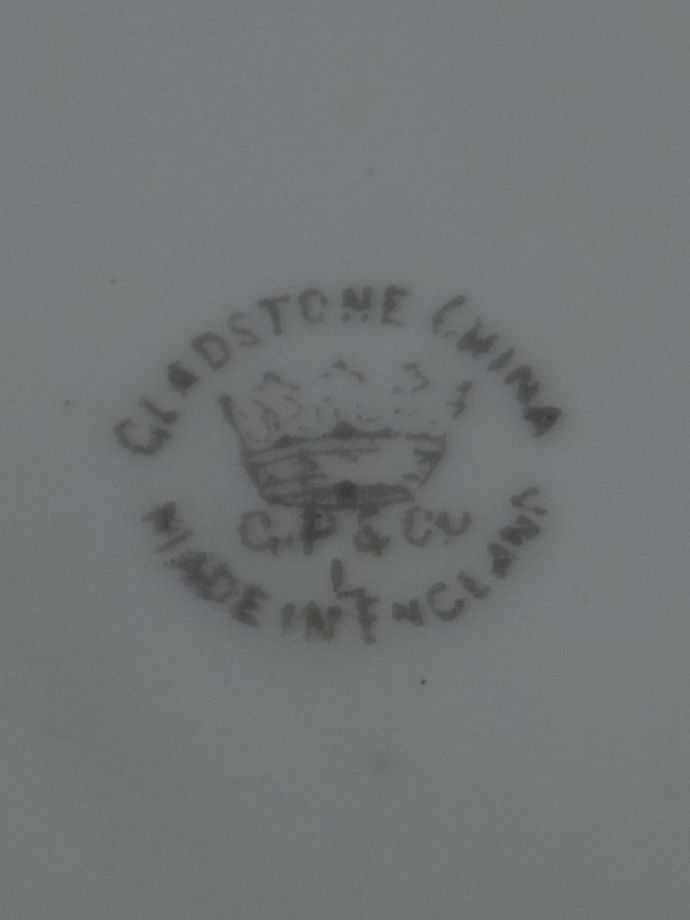 GLADSTONE CHINA
G.P & Co
L
MADE IN ENGLAND